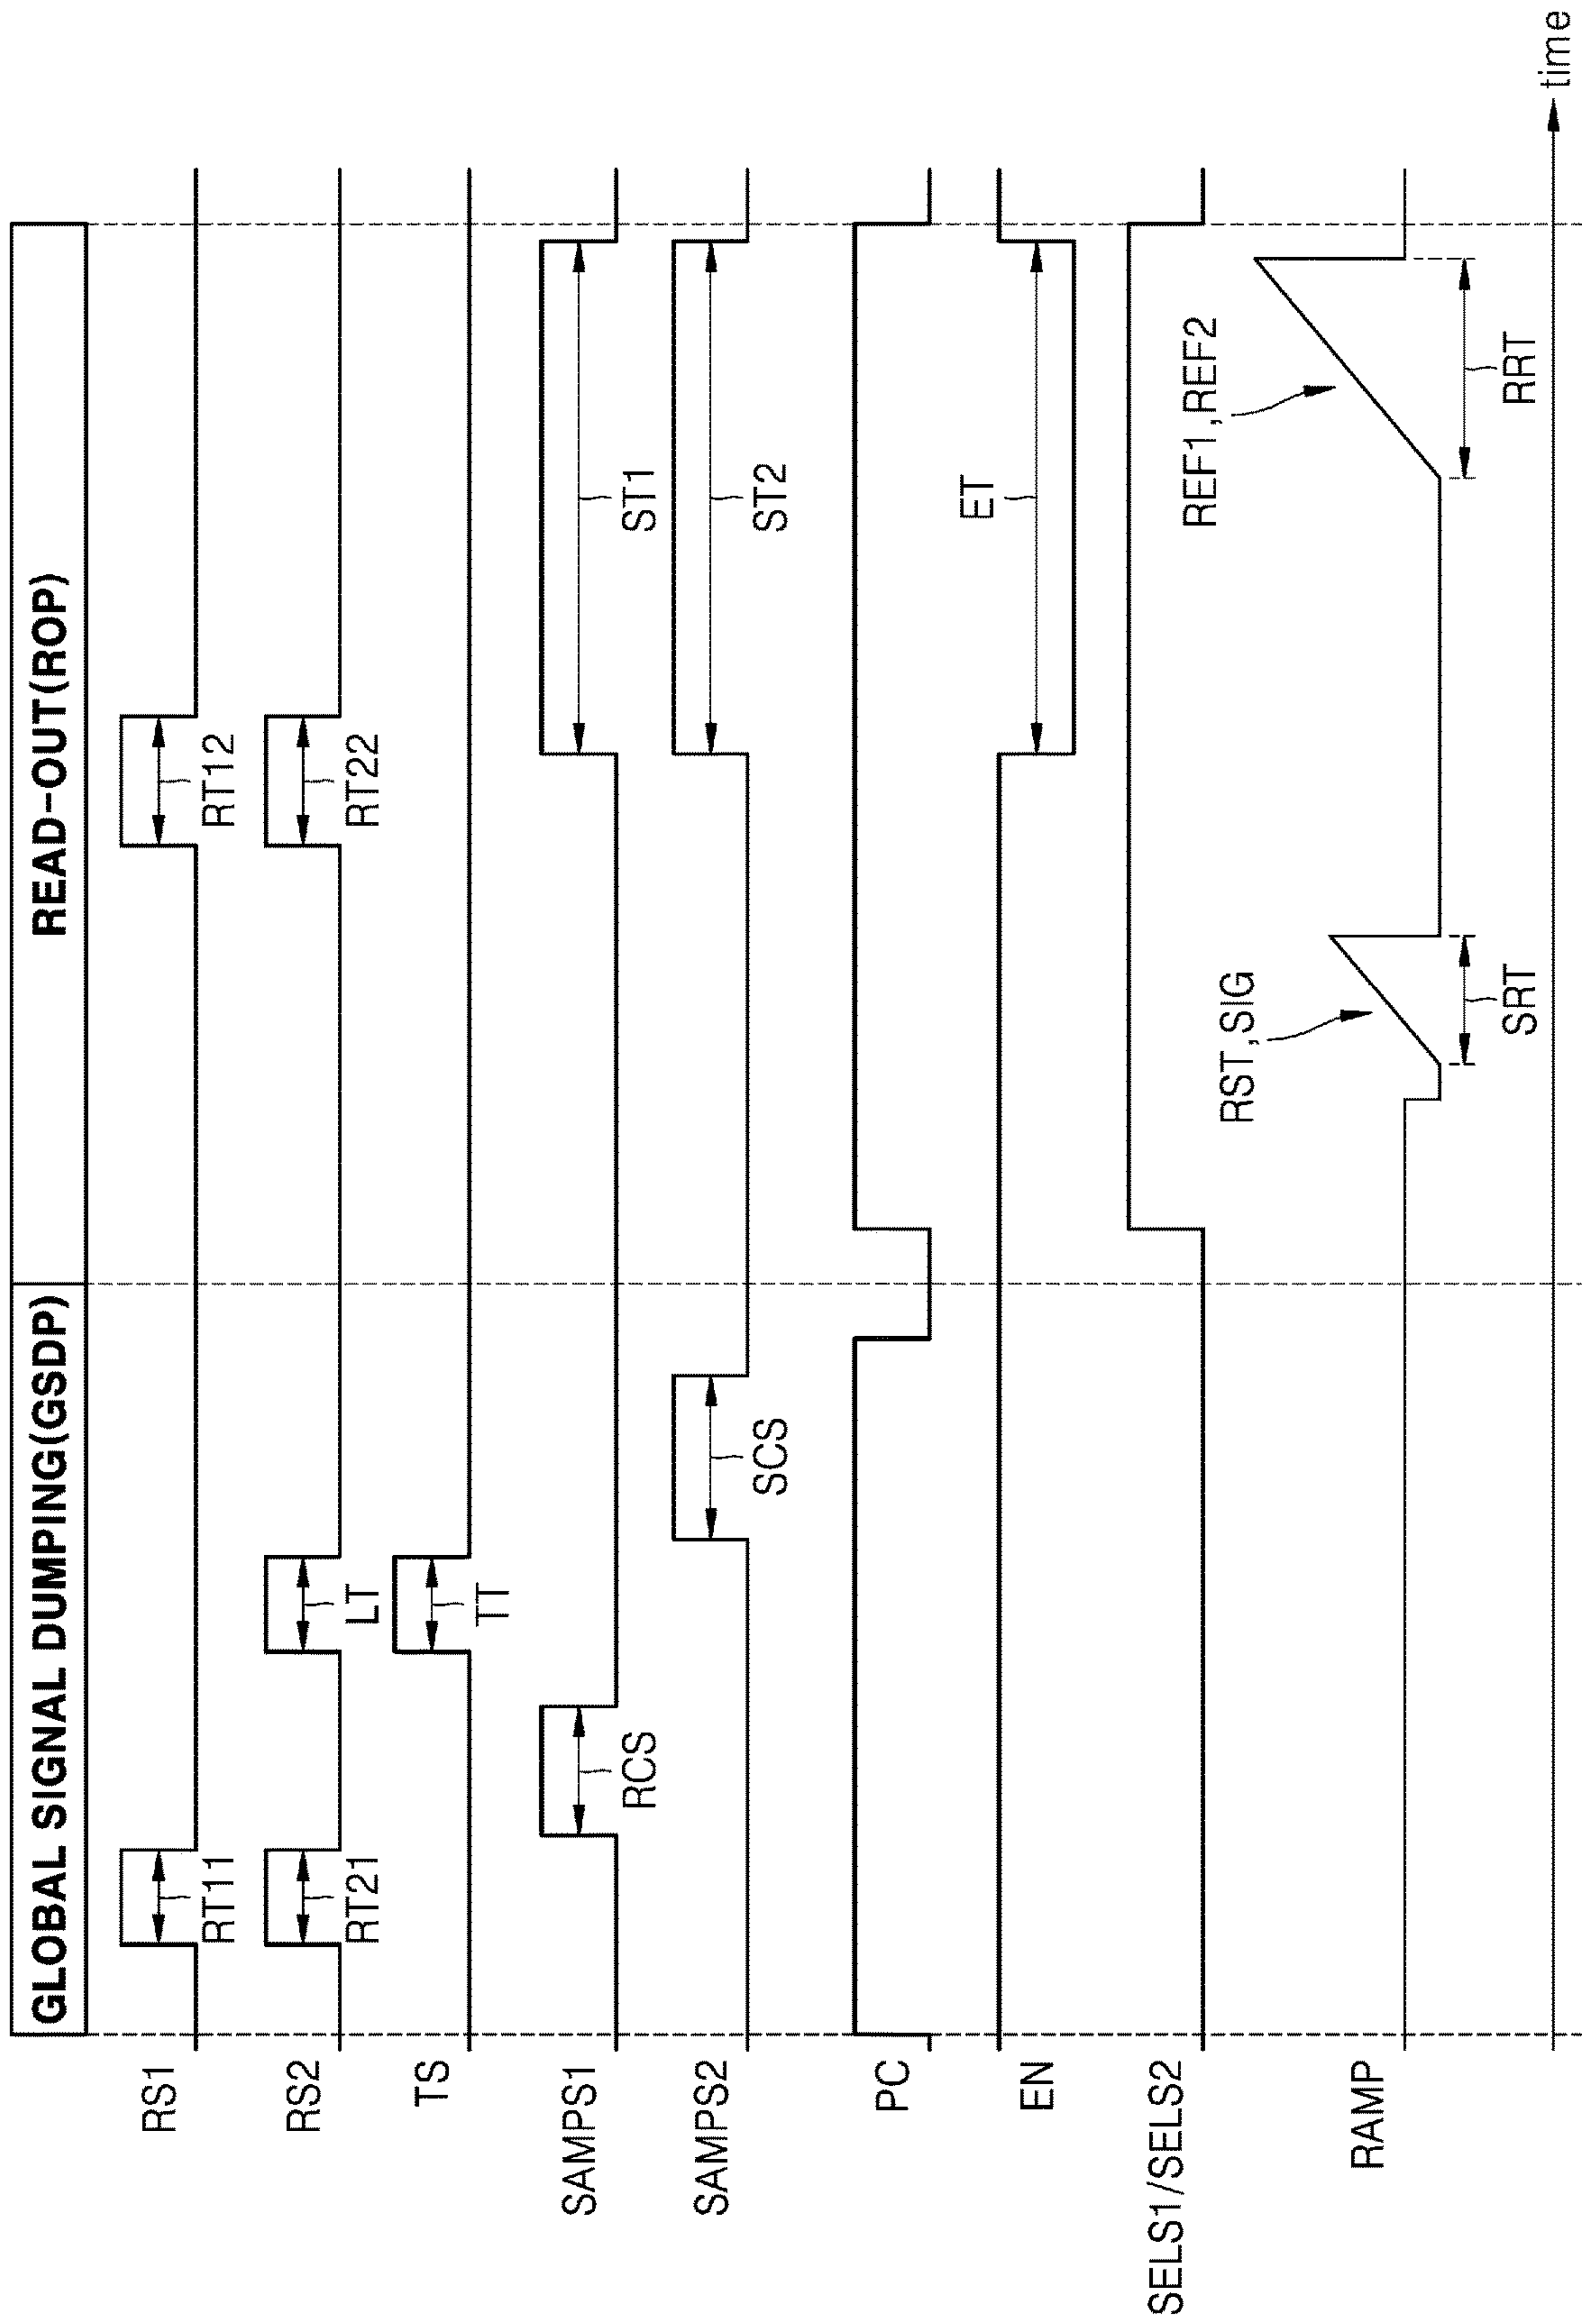 GLOBAL SIGNAL DUMPING(GSDP)
READ-OUT(ROP)
RS1
RT11
RT12
RS2
RT21
LT
RT22
TS
TT
SAMPS1
RCS
ST1
SAMPS2
SCS
ST2
PC
EN
ET
SELS1/SELS2
RAMP
RST,SIG
SRT
REF1,REF2
RRT
time